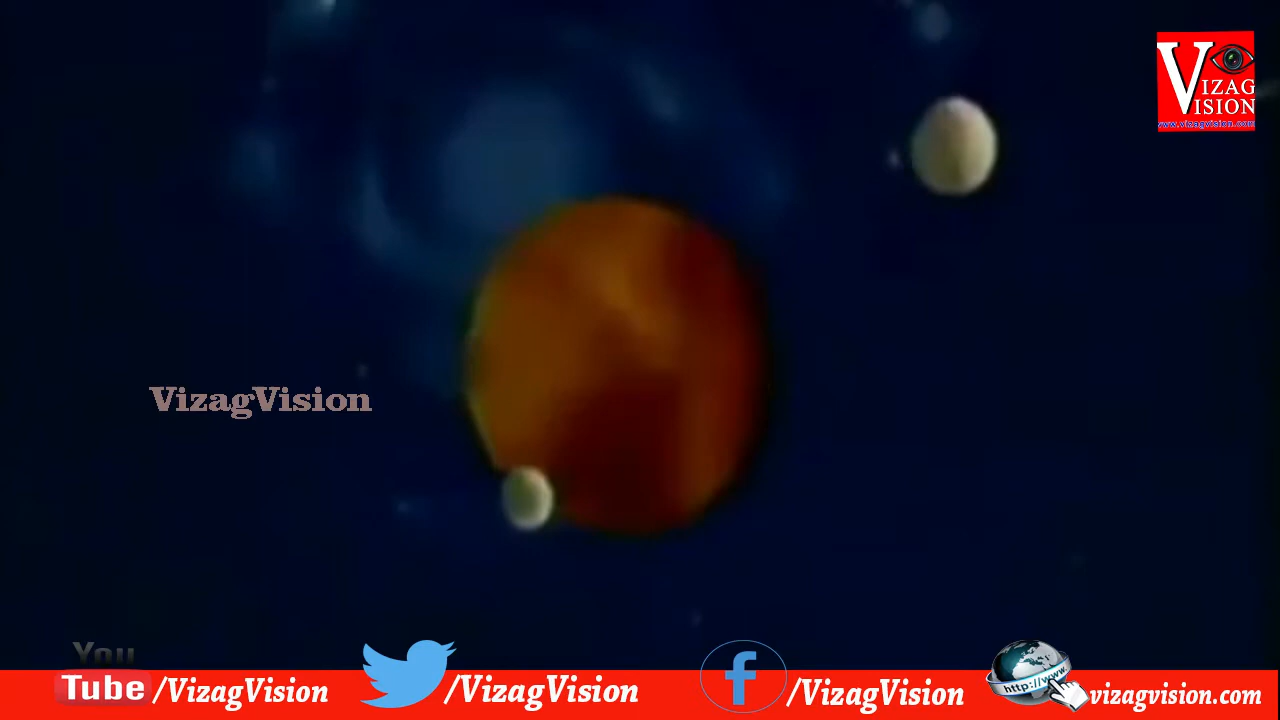 VIZAG
VISION
www.vizagvision.com
VizagVision
You
Tube /VizagVision
/VizagVision
f /VizagVision
http://www.
vizagvision.com